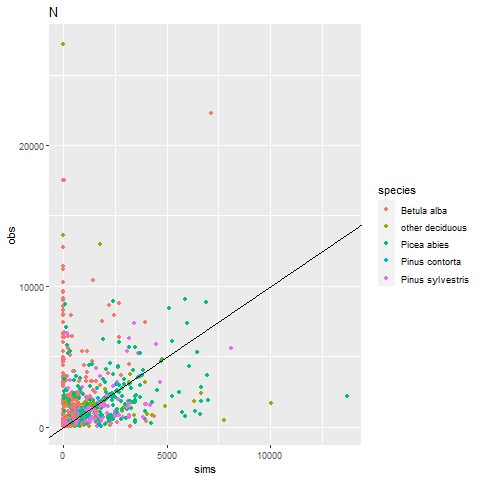 N
obs
20000
10000
0
0
5000
10000
sims
species
Betula alba
other deciduous
Picea abies
Pinus contorta
Pinus sylvestris